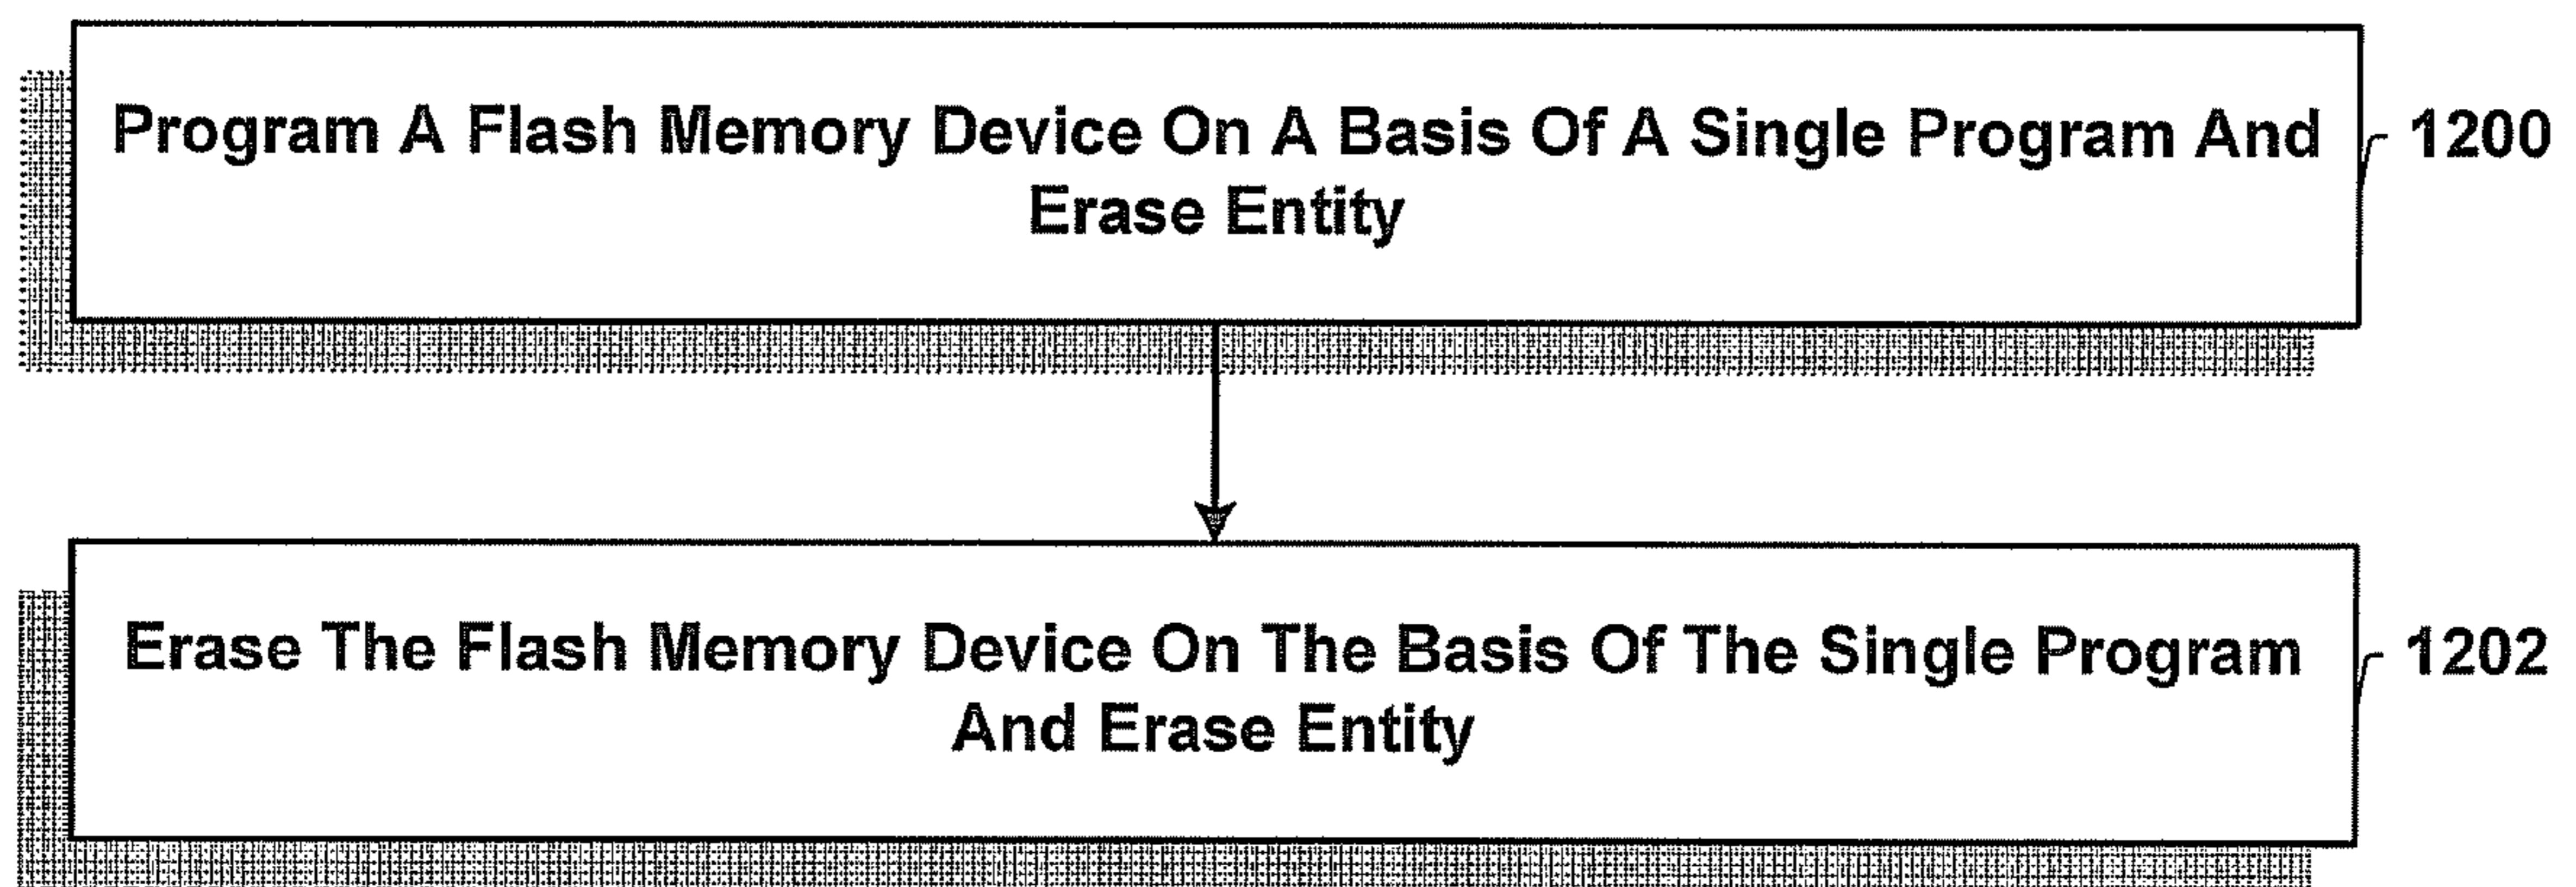 Program A Flash Memory Device On A Basis Of A Single Program And
Erase Entity
1200
Erase The Flash Memory Device On The Basis Of The Single Program
And Erase Entity
1202